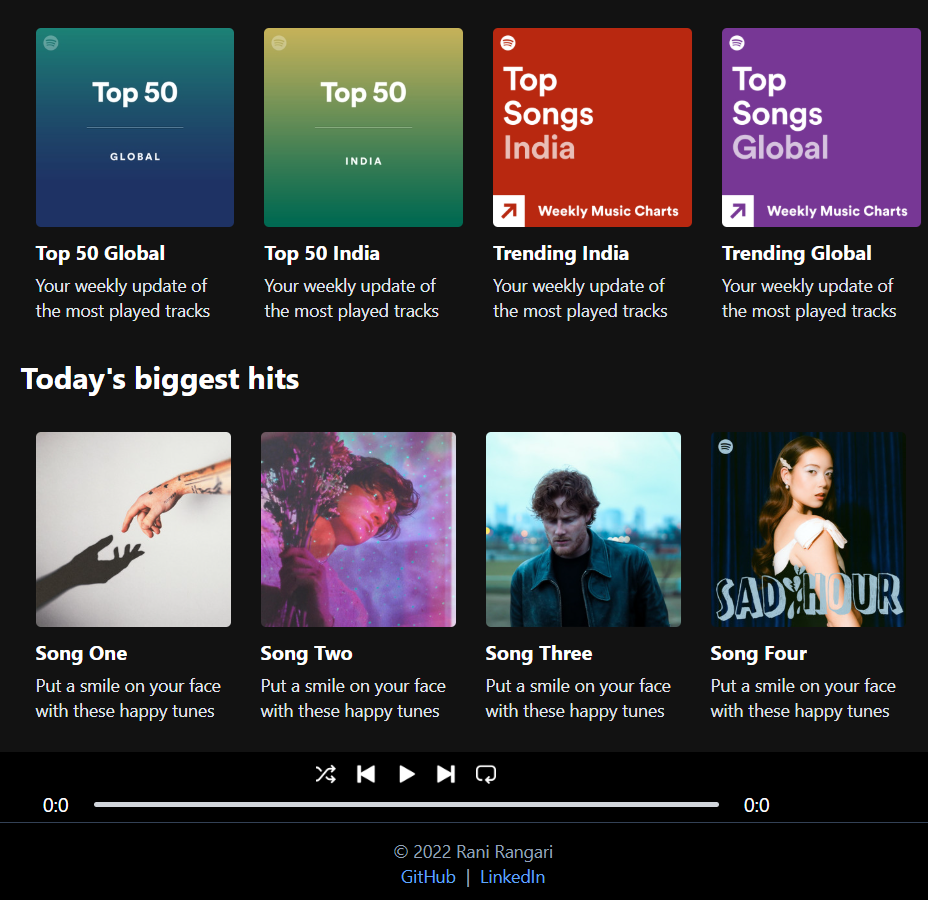 Top 50
GLOBAL
Top 50
INDIA
Top
Songs
India
Weekly Music Charts
Top
Songs
Global
Weekly Music Charts
Top 50 Global
Your weekly update of
the most played tracks
Top 50 India
Your weekly update of
the most played tracks
Trending India
Your weekly update of
the most played tracks
Trending Global
Your weekly update of
the most played tracks
Today's biggest hits
SAD HOUR
Song One
Put a smile on your face
with these happy tunes
Song Two
Put a smile on your face
with these happy tunes
Song Three
Put a smile on your face
with these happy tunes
Song Four
Put a smile on your face
with these happy tunes
0:0
0:0
© 2022 Rani Rangari
GitHub | LinkedIn